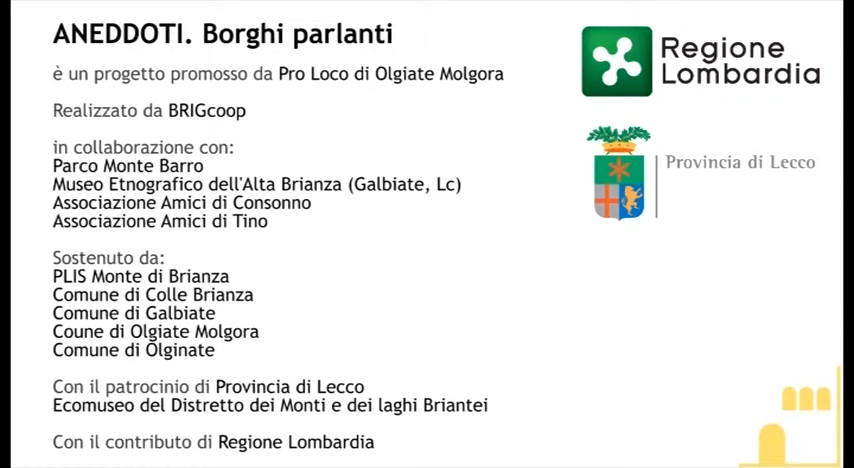 ANEDDOTI. Borghi parlanti
è un progetto promosso da Pro Loco di Olgiate Molgora
Realizzato da BRIGcoop
in collaborazione con:
Parco Monte Barro
Museo Etnografico dell'Alta Brianza (Galbiate, Lc)
Associazione Amici di Consonno
Associazione Amici di Tino
Sostenuto da:
PLIS Monte di Brianza
Comune di Colle Brianza
Comune di Galbiate
Coune di Olgiate Molgora
Comune di Olginate
Con il patrocinio di Provincia di Lecco
Ecomuseo del Distretto dei Monti e dei laghi Briantei
Con il contributo di Regione Lombardia
Regione
Lombardia
Provincia di Lecco